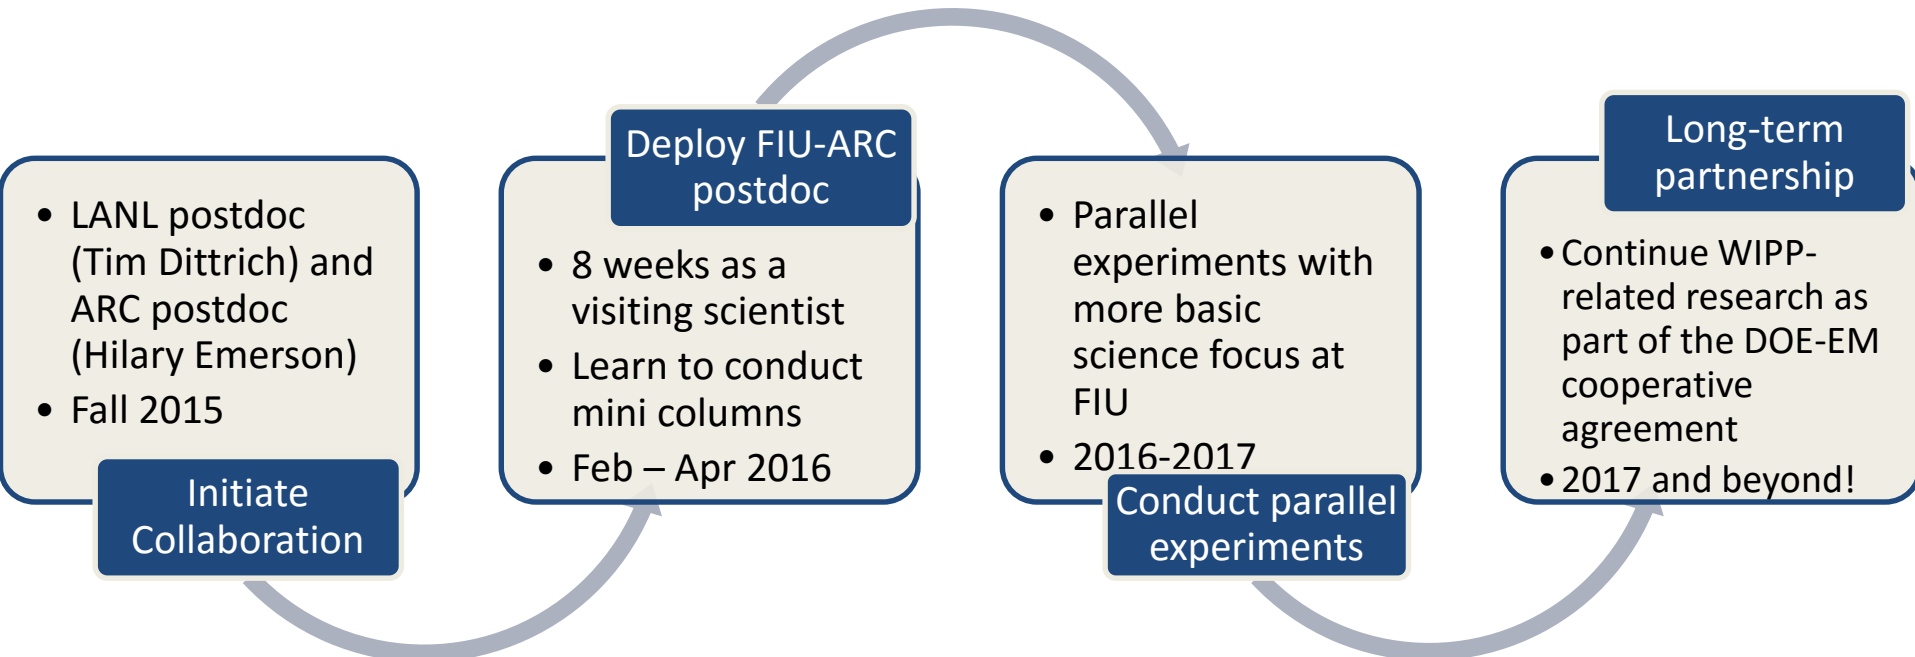 • LANL postdoc
(Tim Dittrich) and
ARC postdoc
(Hilary Emerson)
• Fall 2015
Initiate
Collaboration
Deploy FIU-ARC
postdoc
• 8 weeks as a
visiting scientist
• Learn to conduct
mini columns
• Feb – Apr 2016
• Parallel
experiments with
more basic
science focus at
FIU
• 2016-2017
Conduct parallel
experiments
Long-term
partnership
• Continue WIPP-
related research as
part of the DOE-EM
cooperative
agreement
• 2017 and beyond!